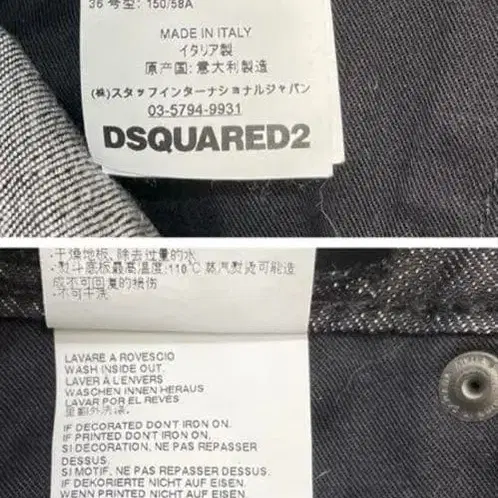 36 号型: 150/58A
MADE IN ITALY
イタリア製
原产国: 意大利製造
(株)スタッフインターナショナルジャパン
03-5794-9931
DSQUARED2
·干燥地板, 除去过量的水
·熨斗底板最高温度:110℃ 蒸汽熨烫可能造
成不可回复的损伤
·不可干洗
LAVARE A ROVESCIO
WASH INSIDE OUT.
LAVER À L'ENVERS
WASCHEN INNEN HERAUS
LAVAR POR EL REVÉS
里翻外洗涤.
IF DECORATED DON'T IRON ON.
IF PRINTED DON'T IRON ON.
SI DECORATION, NE PAS REPASSER
DESSUS.
SI MOTIF, NE PAS REPASSER DESSUS.
IF DEKORIERTE NICHT AUF EISEN.
WENN PRINTED NICHT AUF EISEN.